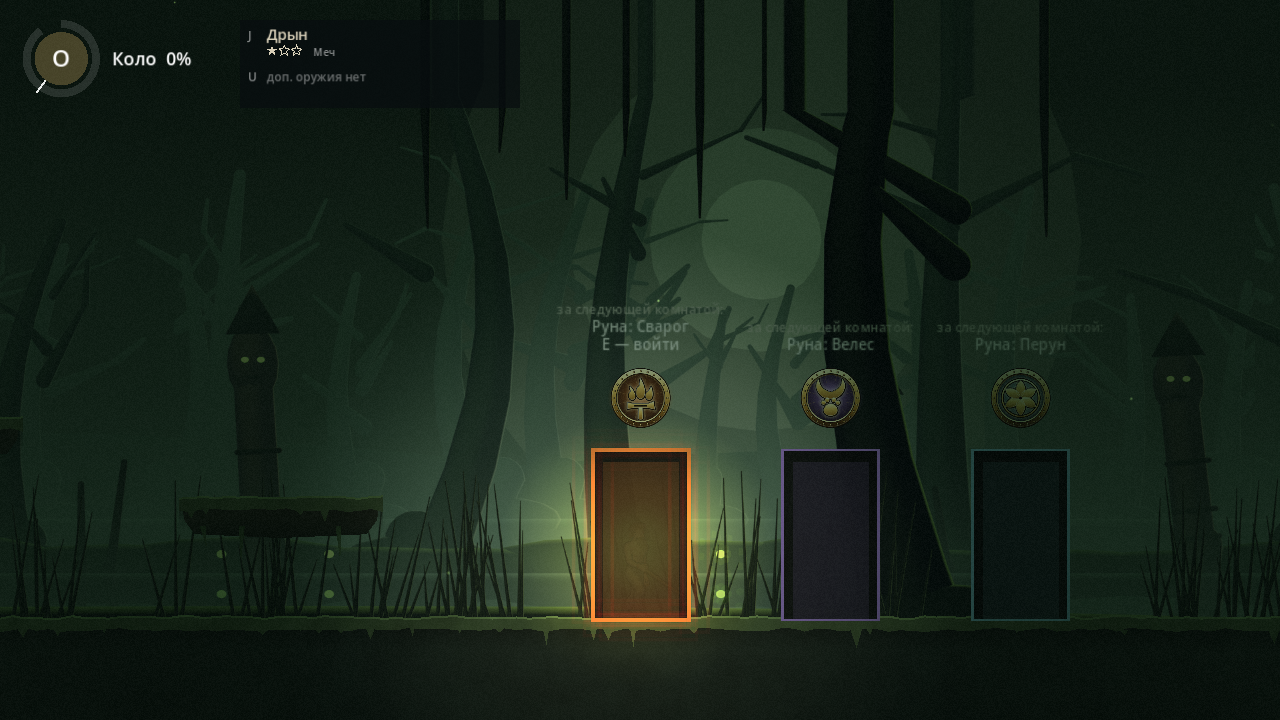 О
Коло 0%
J Дрын
Меч
U доп. оружия нет
за следующей комнатой:
Руна: Сварог
E — войти
за следующей комнатой:
Руна: Велес
за следующей комнатой:
Руна: Перун